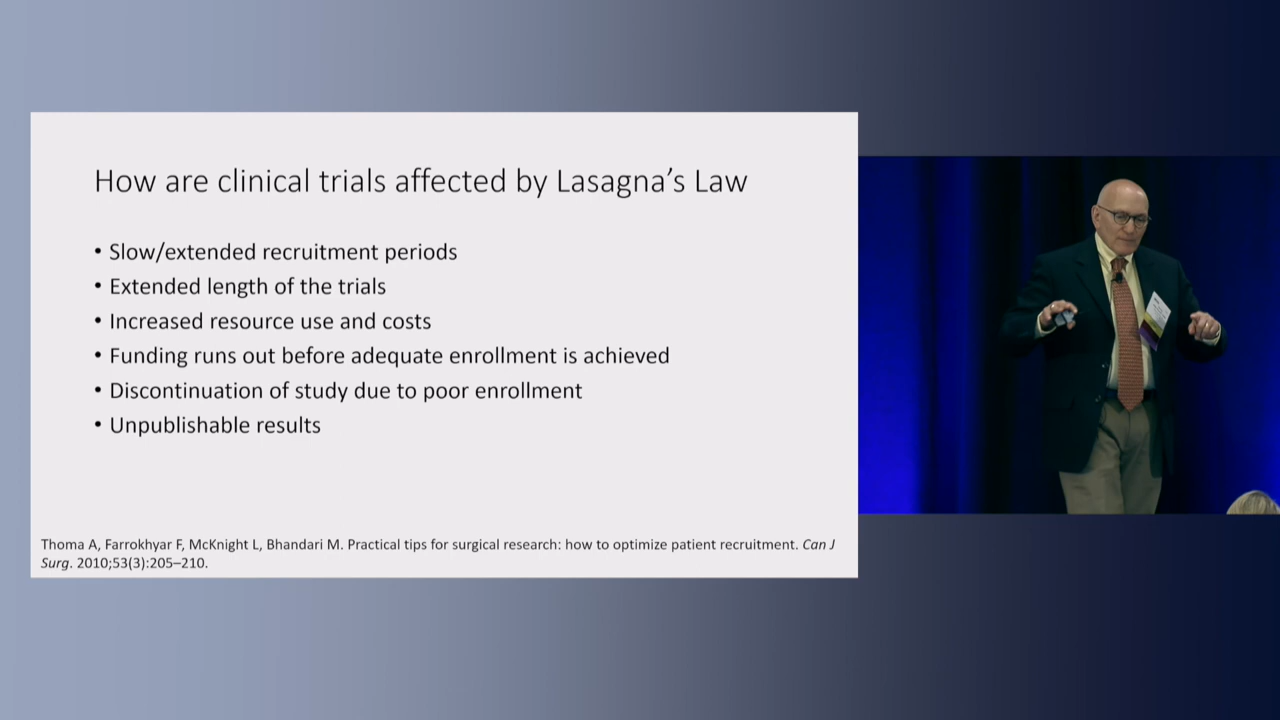 How are clinical trials affected by Lasagna’s Law
• Slow/extended recruitment periods
• Extended length of the trials
• Increased resource use and costs
• Funding runs out before adequate enrollment is achieved
• Discontinuation of study due to poor enrollment
• Unpublishable results
Thoma A, Farrokhyar F, McKnight L, Bhandari M. Practical tips for surgical research: how to optimize patient recruitment. Can J
Surg. 2010;53(3):205–210.